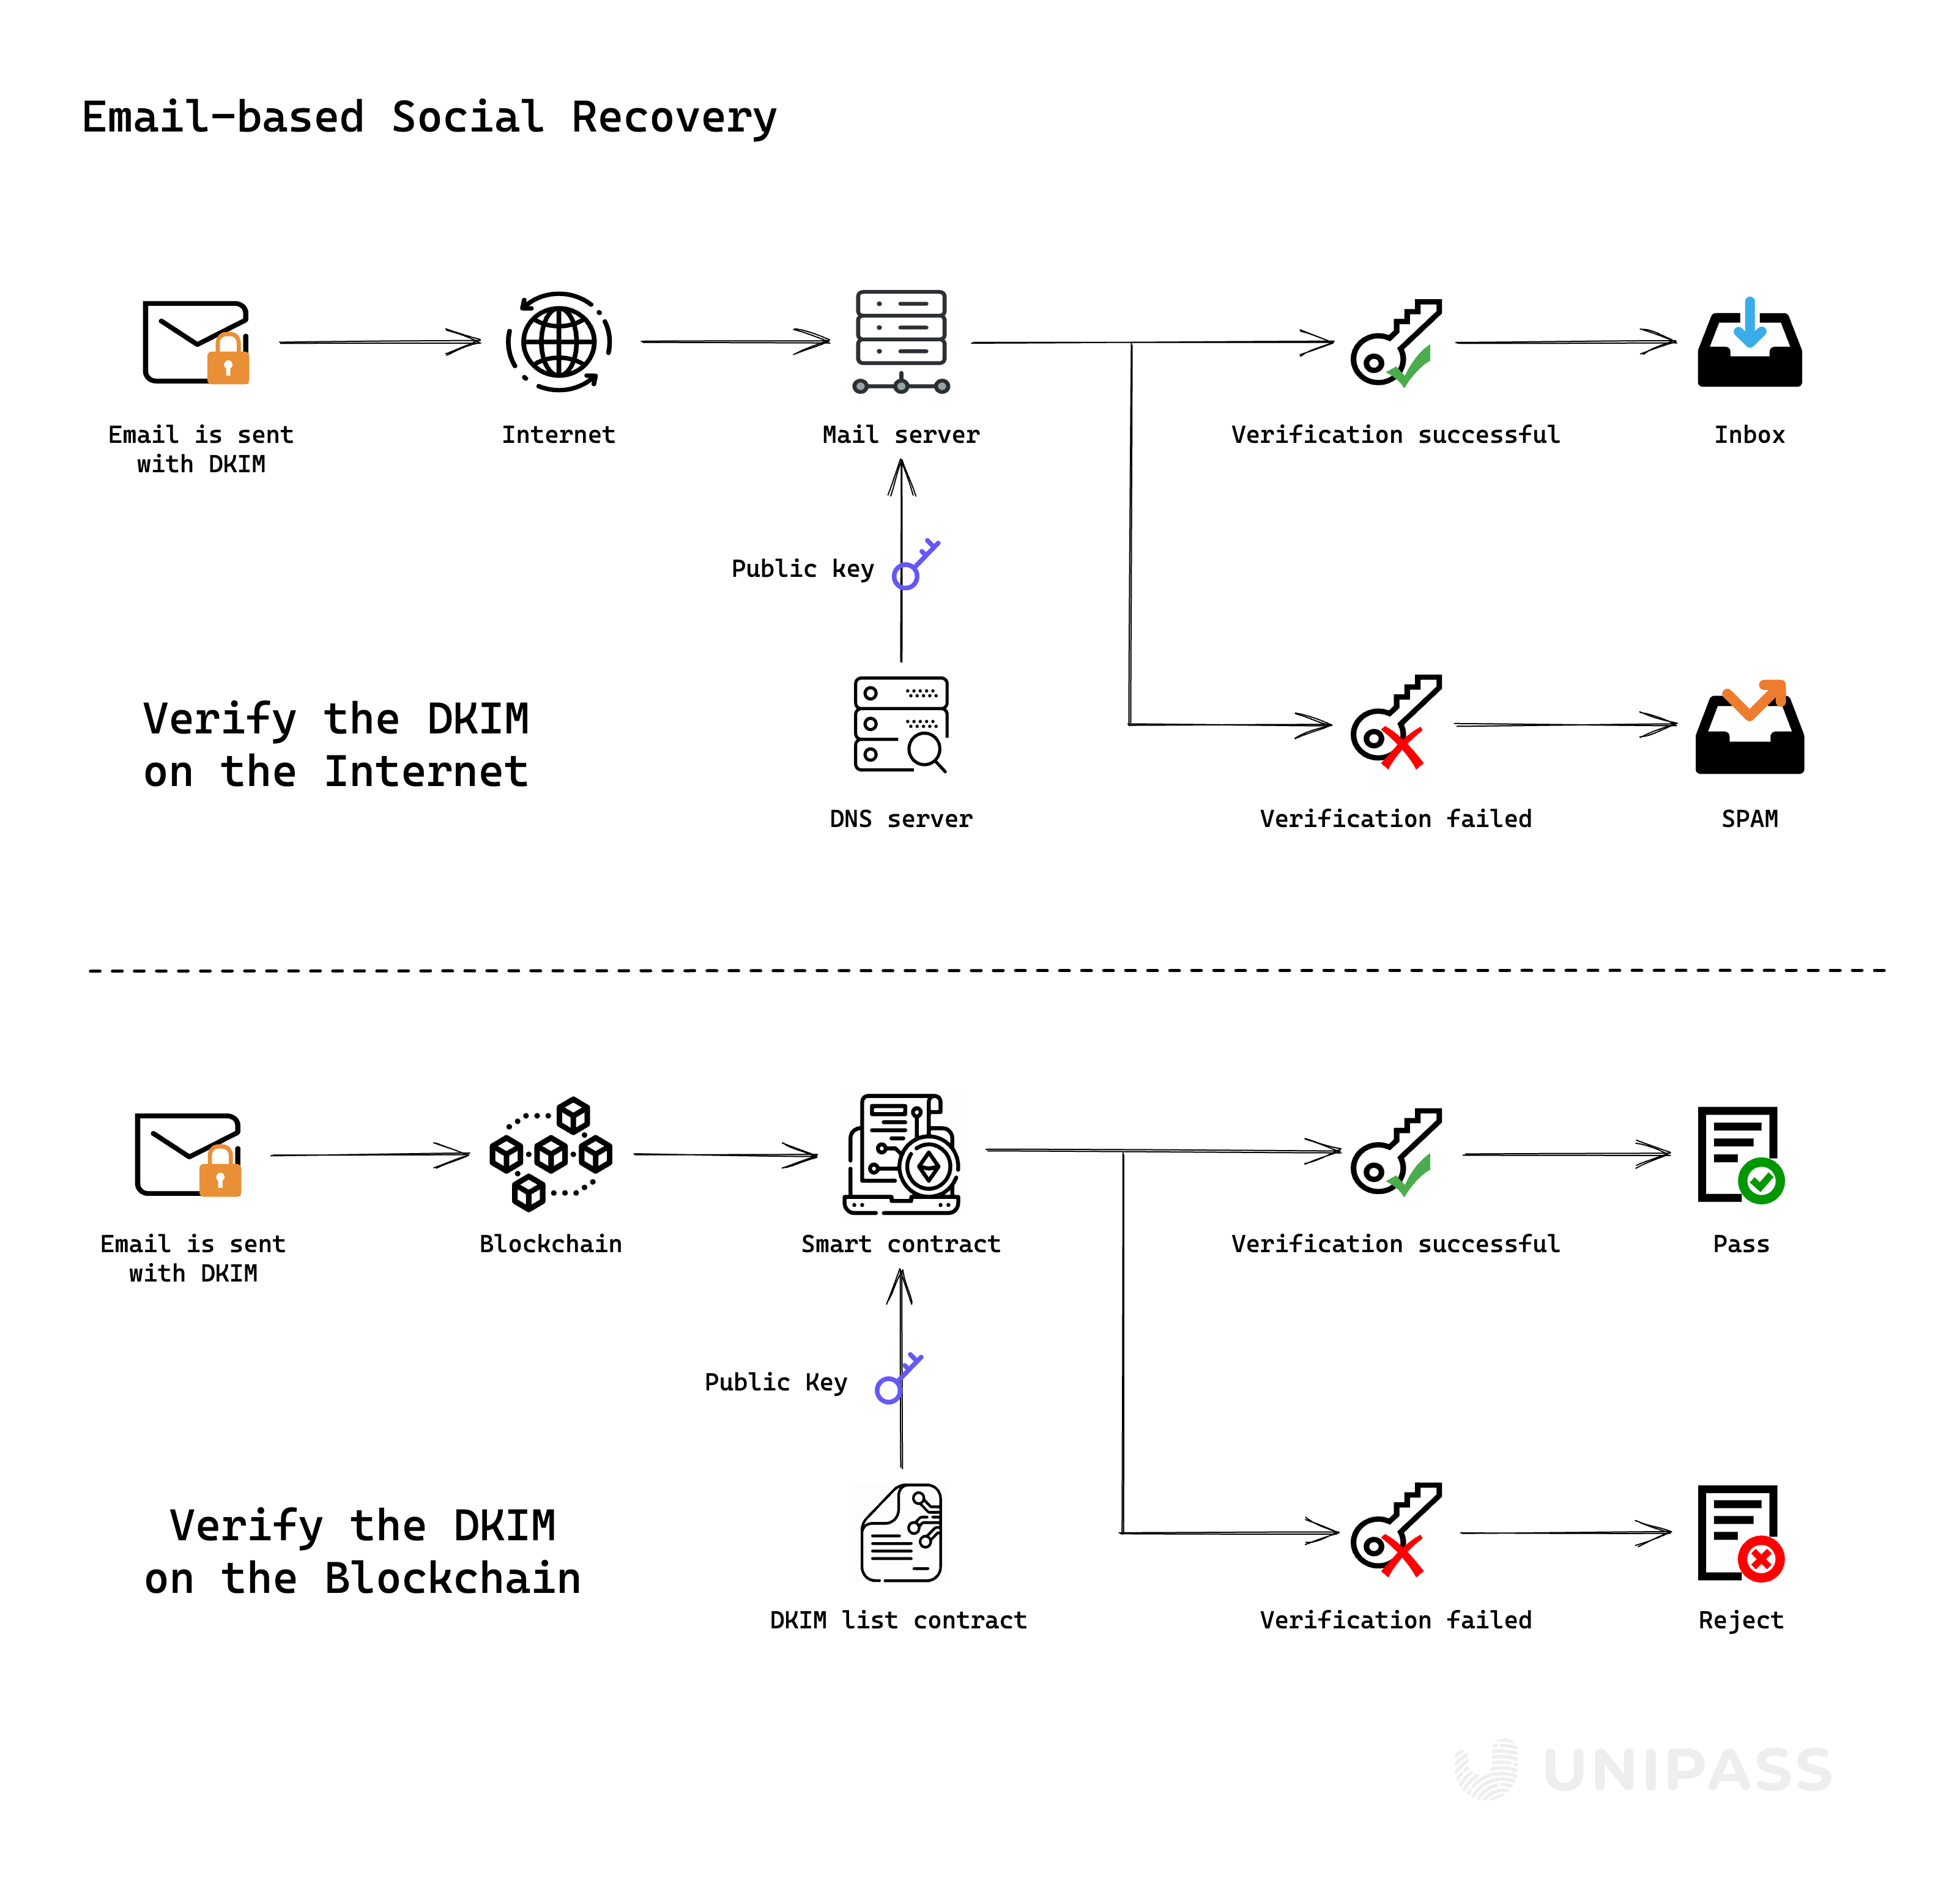 Email-based Social Recovery
Email is sent
with DKIM
Internet
Mail server
Verification successful
Inbox
Public key
Verify the DKIM
on the Internet
DNS server
Verification failed
SPAM
Email is sent
with DKIM
Blockchain
Smart contract
Verification successful
Pass
Public Key
Verify the DKIM
on the Blockchain
DKIM list contract
Verification failed
Reject
UNIPASS